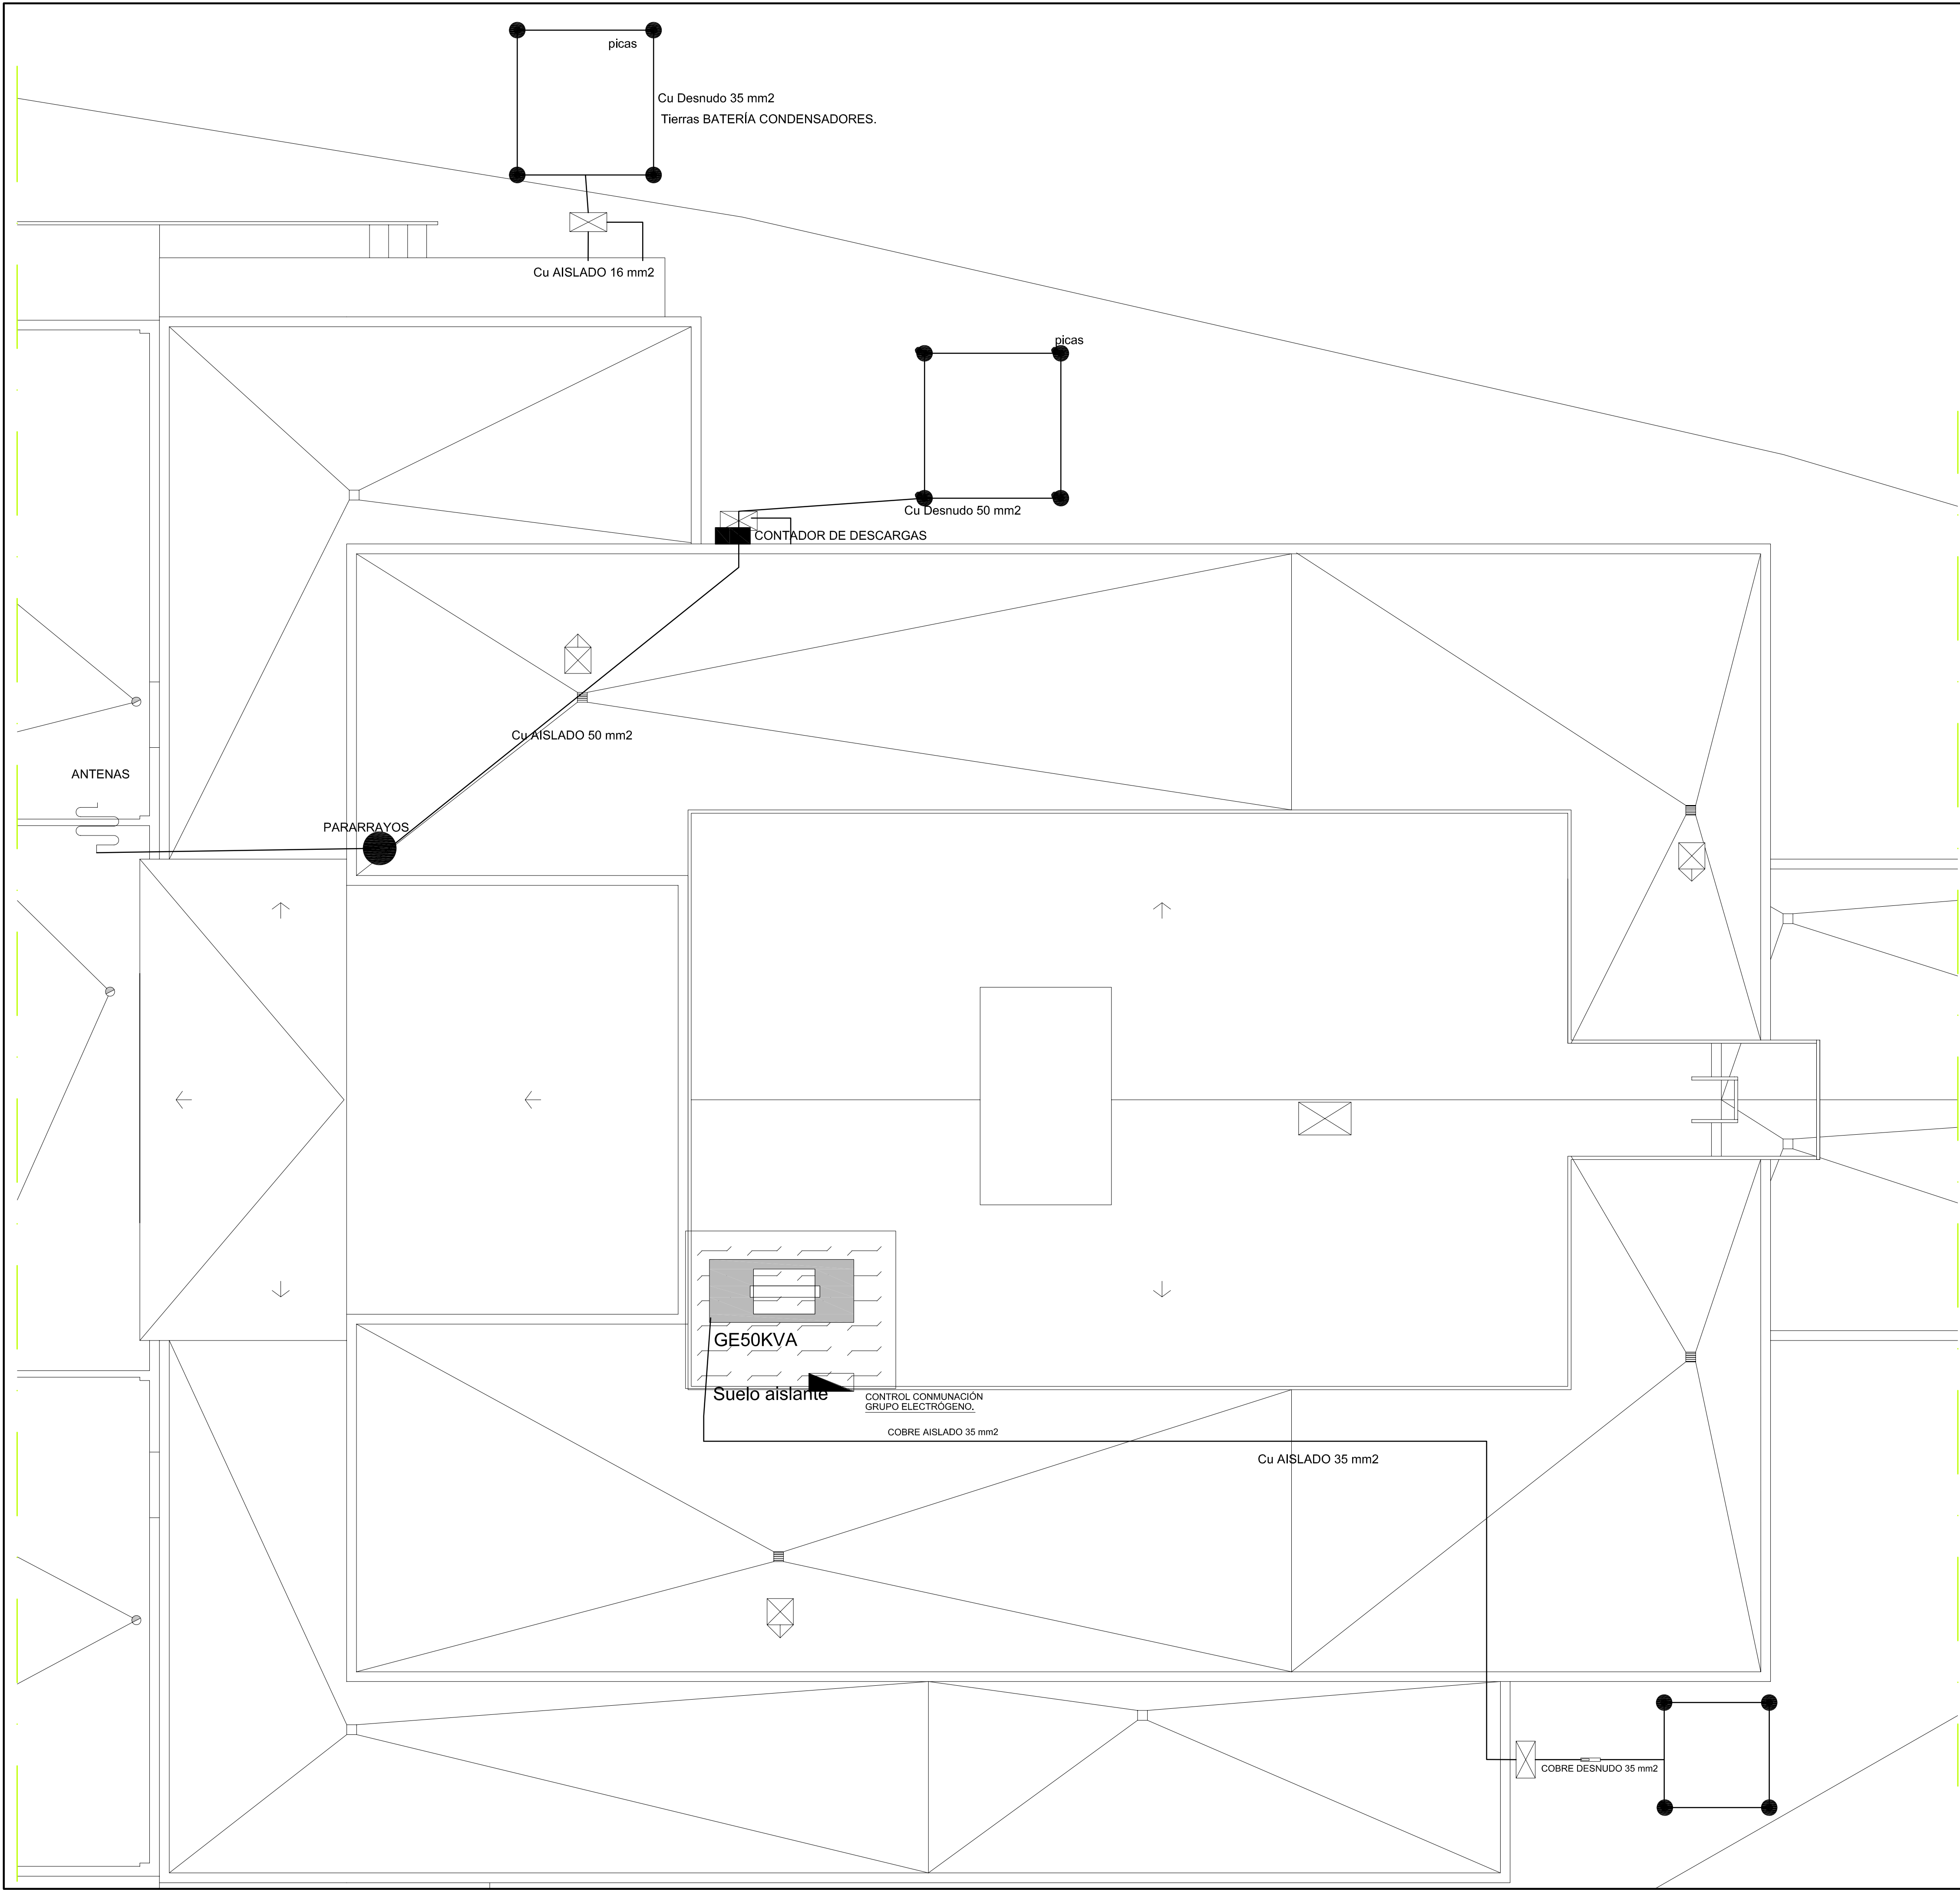 picas
Cu Desnudo 35 mm2
Tierras BATERÍA CONDENSADORES.
Cu AISLADO 16 mm2
picas
Cu Desnudo 50 mm2
CONTADOR DE DESCARGAS
Cu AISLADO 50 mm2
ANTENAS
PARARRAYOS
GE50KVA
Suelo aislante
CONTROL CONMUNACIÓN
GRUPO ELECTRÓGENO.
COBRE AISLADO 35 mm2
Cu AISLADO 35 mm2
COBRE DESNUDO 35 mm2